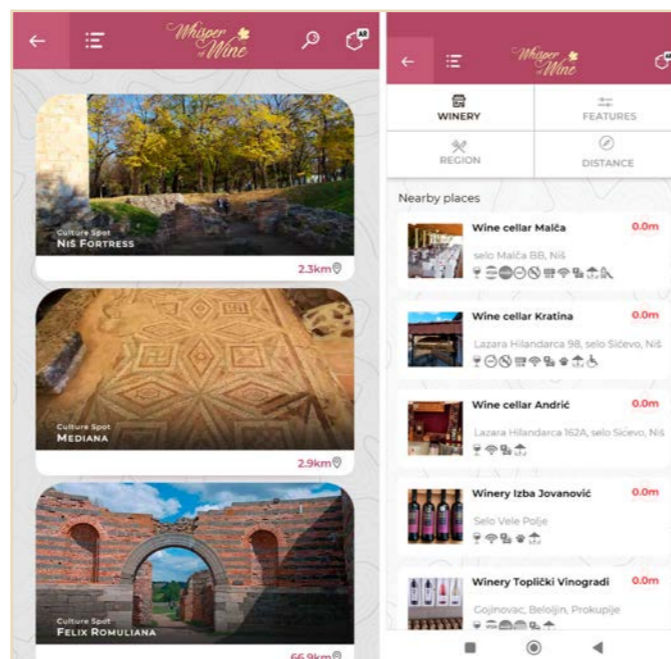 Whisper
of Wine
AR
Culture Spot
NIŠ FORTRESS
2.3km
Culture Spot
MEDIANA
2.9km
Culture Spot
FELIX ROMULIANA
66.9km
Whisper
of Wine
WINERY
FEATURES
REGION
DISTANCE
Nearby places
Wine cellar Malča
0.0m
selo Malča BB, Niš
Wine cellar Kratina
0.0m
Lazara Hilandarca 98, selo Sićevo, Niš
Wine cellar Andrić
0.0m
Lazara Hilandarca 162A, selo Sićevo, Niš
Winery Izba Jovanović
0.0m
Selo Vele Polje
Winery Toplički Vinogradi
0.0m
Gojinovac, Beloljin, Prokuplje